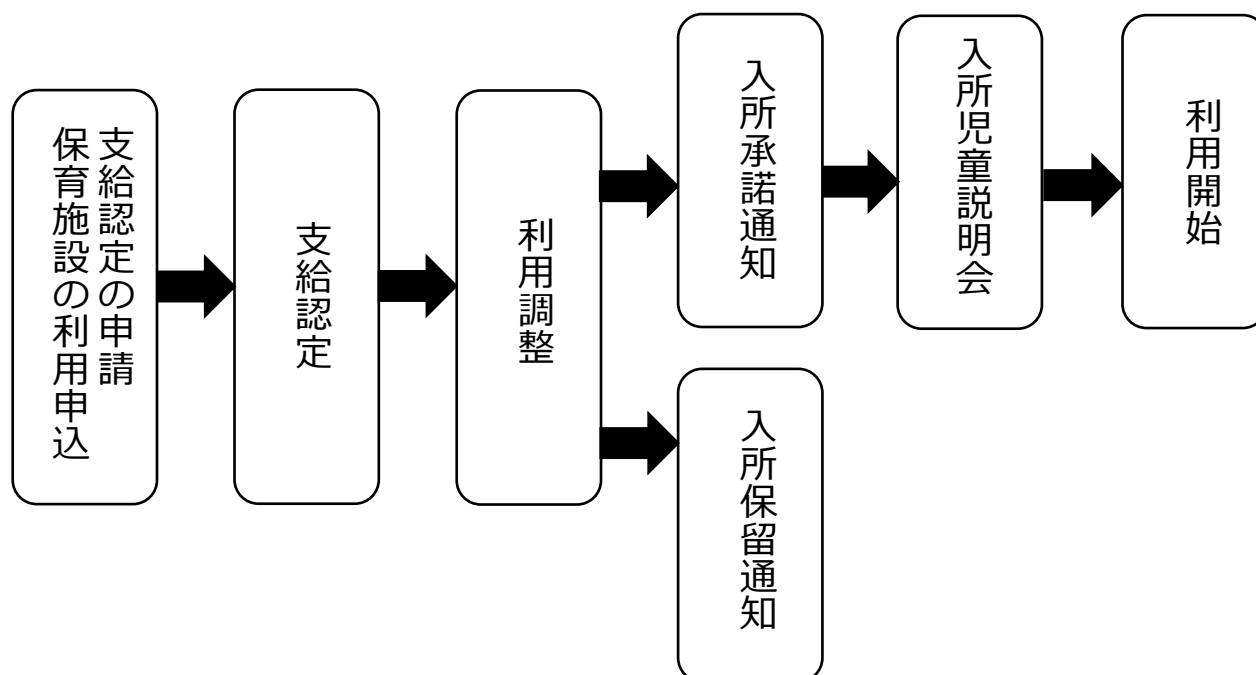 支給認定の申請
保育施設の利用申込
支給認定
利用調整
入所承諾通知
入所児童説明会
利用開始
入所保留通知